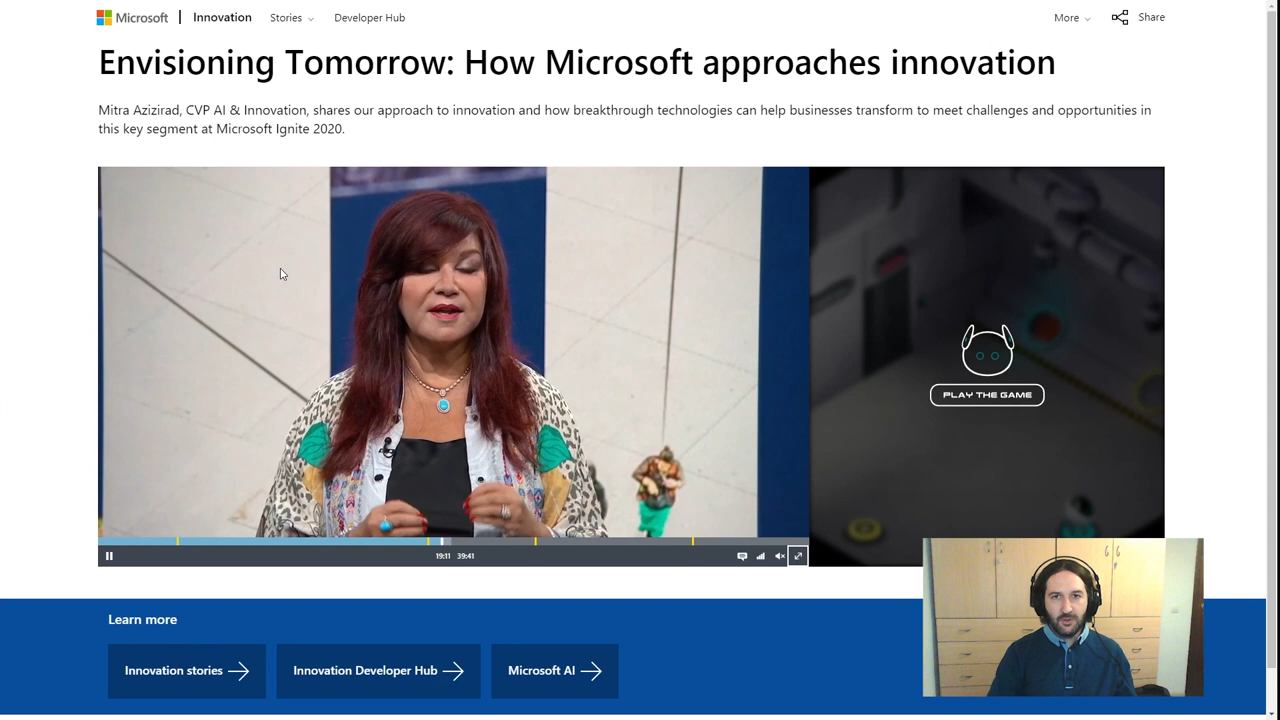 Microsoft | Innovation Stories Developer Hub More Share
Envisioning Tomorrow: How Microsoft approaches innovation
Mitra Azizirad, CVP AI & Innovation, shares our approach to innovation and how breakthrough technologies can help businesses transform to meet challenges and opportunities in
this key segment at Microsoft Ignite 2020.
PLAY THE GAME
19:11 39:41
Learn more
Innovation stories
Innovation Developer Hub
Microsoft AI